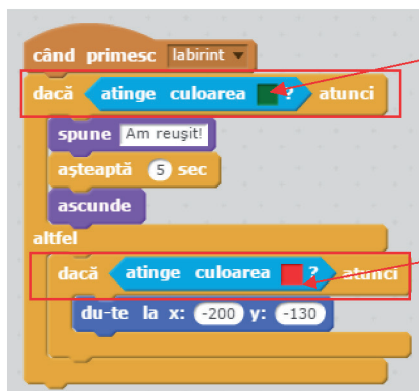 când primesc labirint
dacă atinge culoarea ? atunci
spune Am reușit!
așteaptă 5 sec
ascunde
altfel
dacă atinge culoarea ? atunci
du-te la x: -200 y: -130